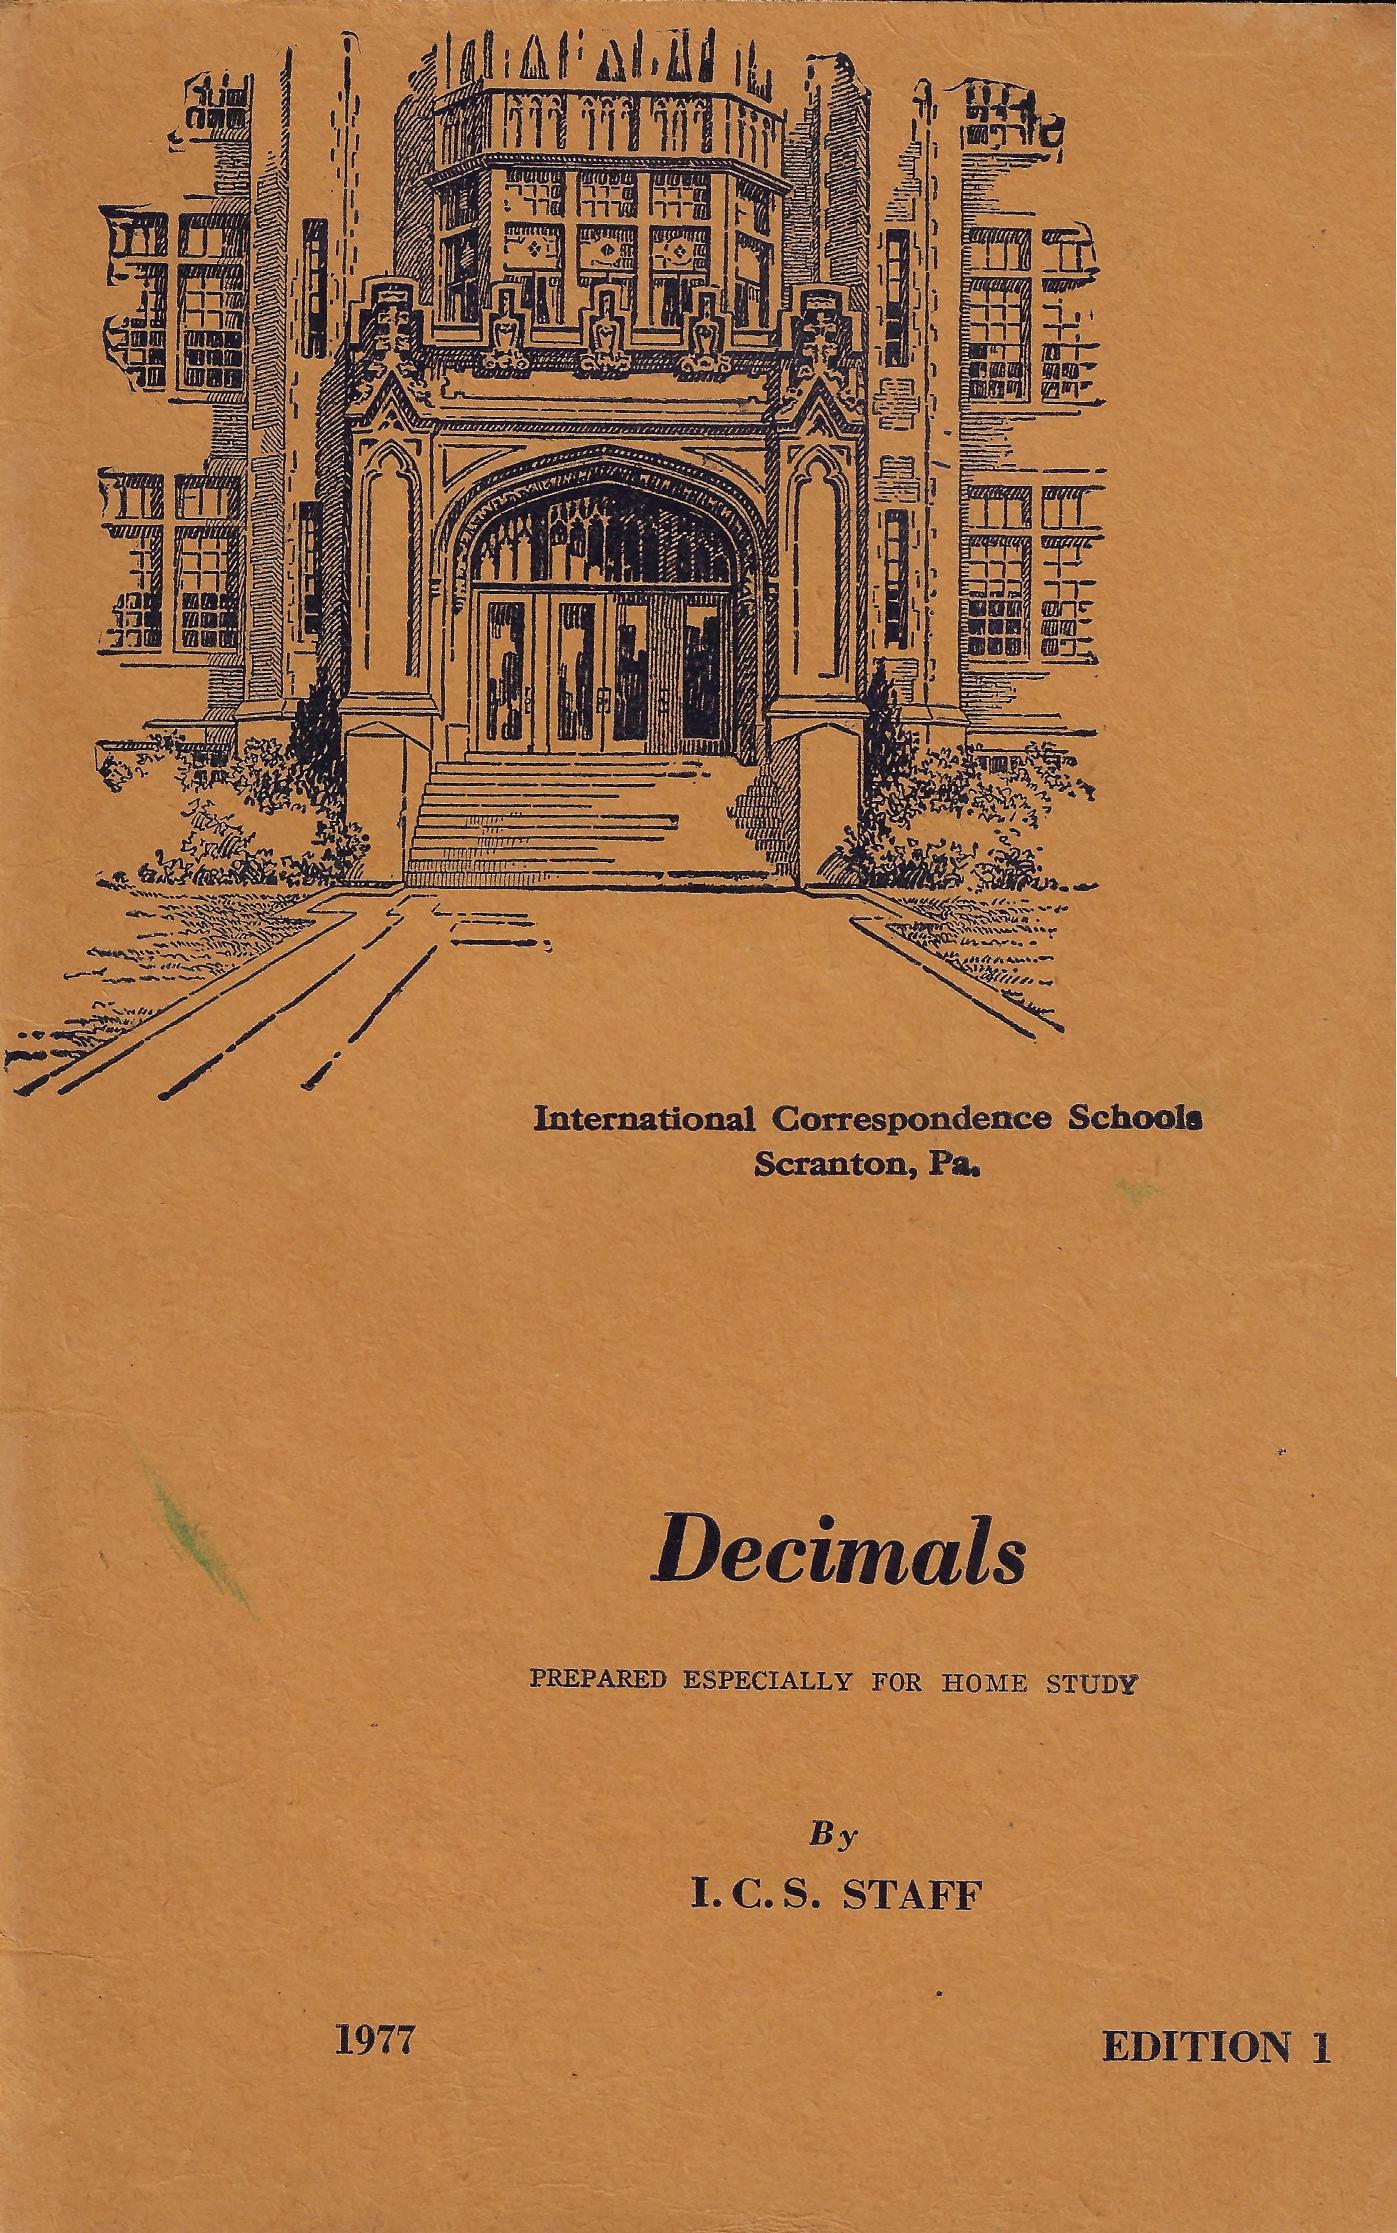 International Correspondence Schools
Scranton, Pa.
Decimals
PREPARED ESPECIALLY FOR HOME STUDY
By
I. C. S. STAFF
1977
EDITION 1